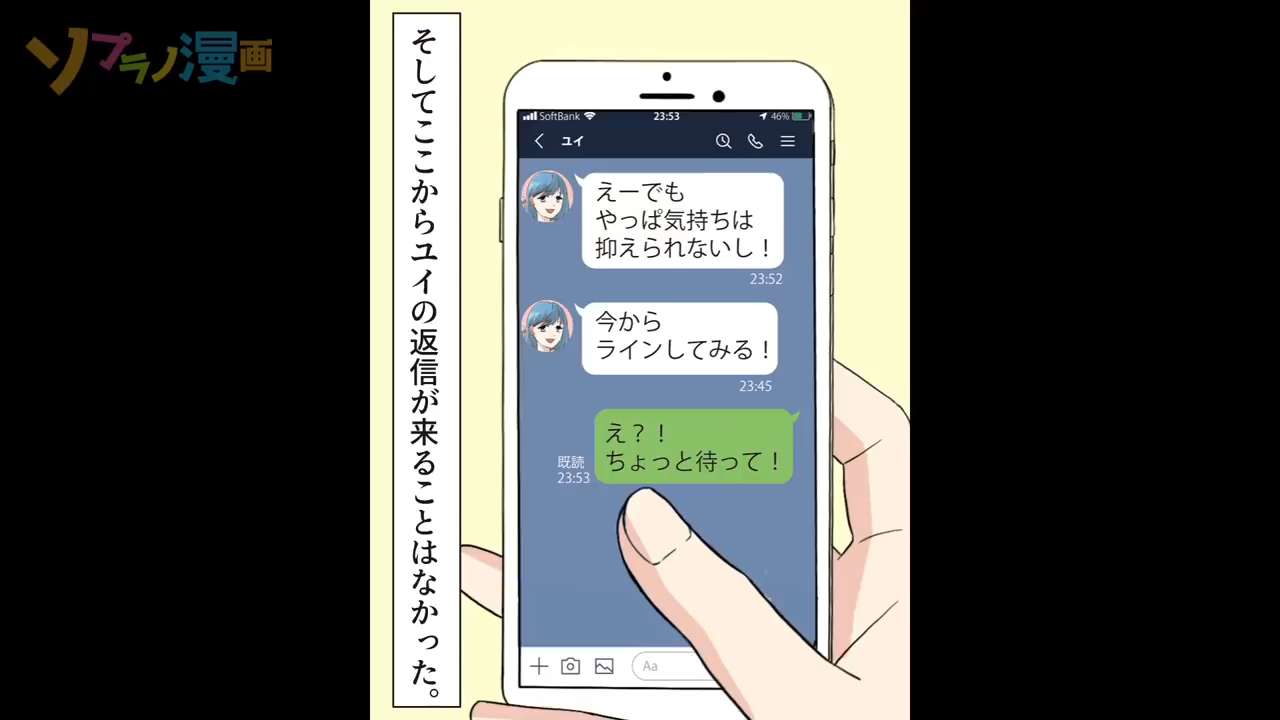 ソプラノ漫画
そしてここからユイの返信が来ることはなかった。
SoftBank 23:53 46%
ユイ
えーでも
やっぱ気持ちは
抑えられないし！
23:52
今から
ラインしてみる！
23:45
え？！
ちょっと待って！
既読
23:53
Aa